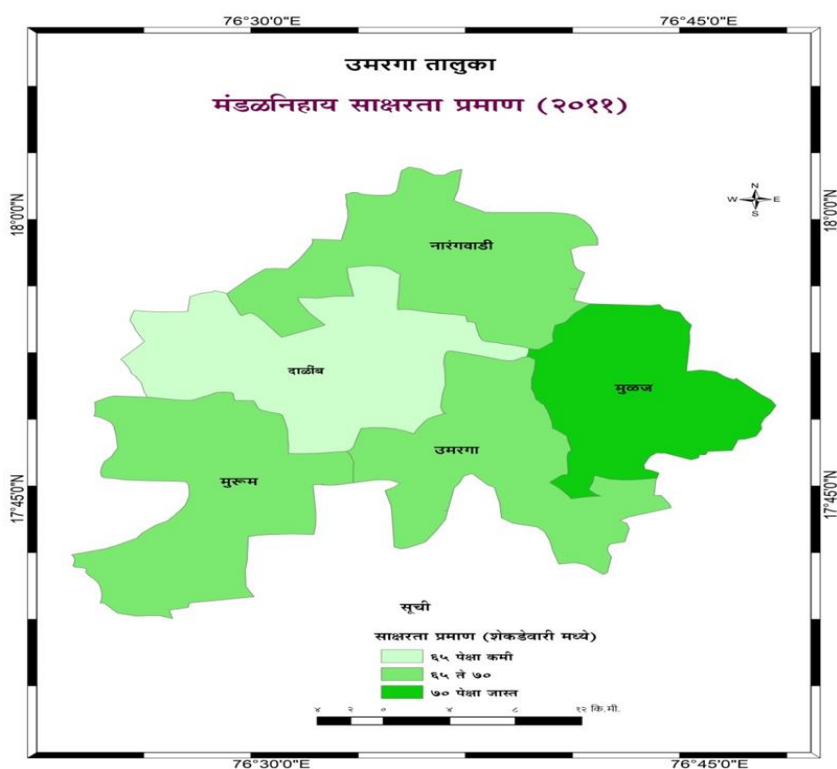 76°30'0"E 76°45'0"E
उमरगा तालुका
मंडळनिहाय साक्षरता प्रमाण (२०११)
N
W E
S
18°0'0"N 18°0'0"N
नारंगवाडी
दाळींब
मुळज
उमरगा
मुरूम
17°45'0"N 17°45'0"N
सूची
साक्षरता प्रमाण (शेकडेवारी मध्ये)
६५ पेक्षा कमी
६५ ते ७०
७० पेक्षा जास्त
४ २ ० ४ ८ १२ कि.मी.
76°30'0"E 76°45'0"E